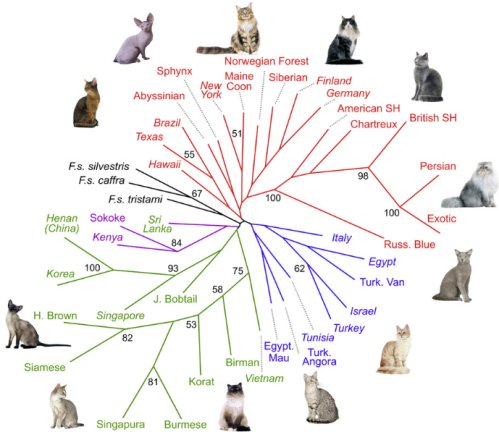 Norwegian Forest
Sphynx
Maine
Coon
Siberian
New
York
Finland
Abyssinian
Germany
American SH
Brazil
51
Chartreux
British SH
Texas
55
Hawaii
F.s. silvestris
98
Persian
F.s. caffra
67
100
F.s. tristami
100
Exotic
Henan
(China)
Sokoke
Sri
Lanka
Russ. Blue
Kenya
84
Italy
Egypt
Korea
100
93
75
62
Turk. Van
J. Bobtail
58
Israel
H. Brown
Singapore
53
Turkey
82
Tunisia
Egypt.
Mau
Turk.
Angora
Siamese
Birman
Korat
Vietnam
81
Singapura
Burmese